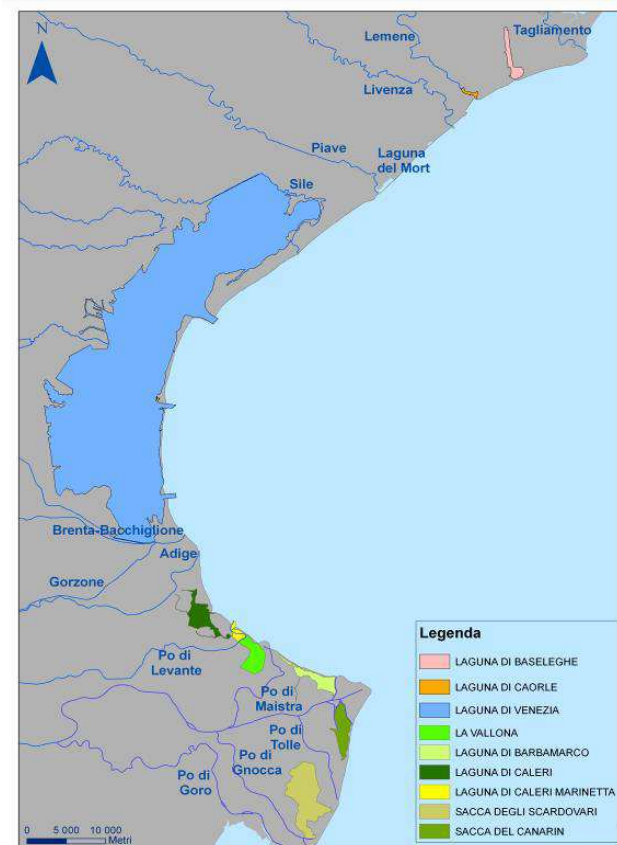 N
Tagliamento
Lemene
Livenza
Piave
Laguna
del Mort
Sile
Brenta-Bacchiglione
Adige
Gorzone
Po di
Levante
Po di
Maistra
Po di
Tolle
Po di
Gnocca
Po di
Goro
Legenda
LAGUNA DI BASELEGHE
LAGUNA DI CAORLE
LAGUNA DI VENEZIA
LA VALLONA
LAGUNA DI BARBAMARCO
LAGUNA DI CALERI
LAGUNA DI CALERI MARINETTA
SACCA DEGLI SCARDOVARI
SACCA DEL CANARIN
0 5 000 10 000
Metri